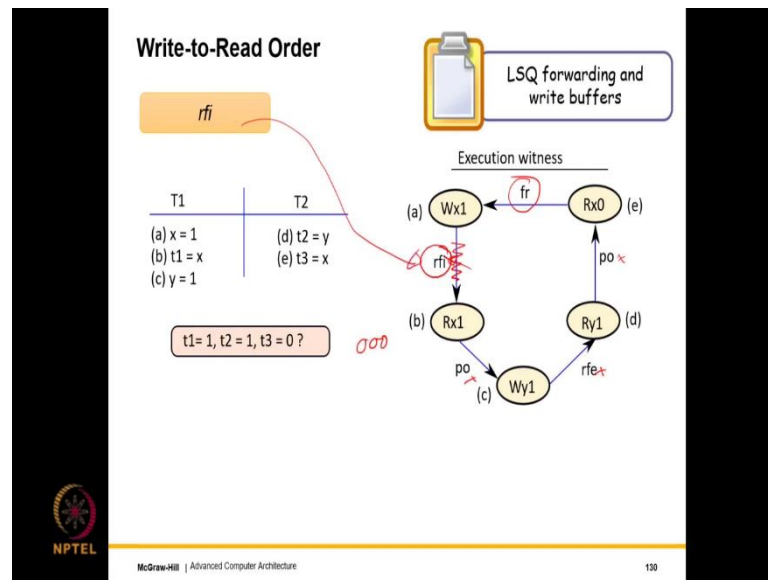 Write-to-Read Order
LSQ forwarding and
write buffers
rfi
Execution witness
T1 T2
(a) x = 1 (d) t2 = y
(b) t1 = x (e) t3 = x
(c) y = 1
t1= 1, t2 = 1, t3 = 0 ?
000
(a) Wx1 fr Rx0 (e)
rfi po
(b) Rx1 Ry1 (d)
po (c) Wy1 rfe
NPTEL
McGraw-Hill | Advanced Computer Architecture 130